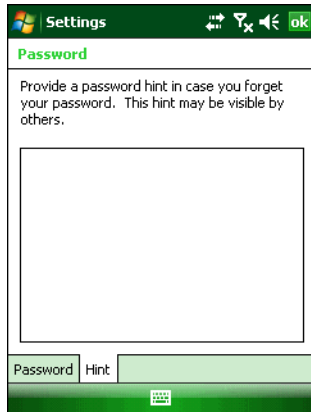 Settings
ok
Password
Provide a password hint in case you forget
your password.  This hint may be visible by
others.
Password Hint